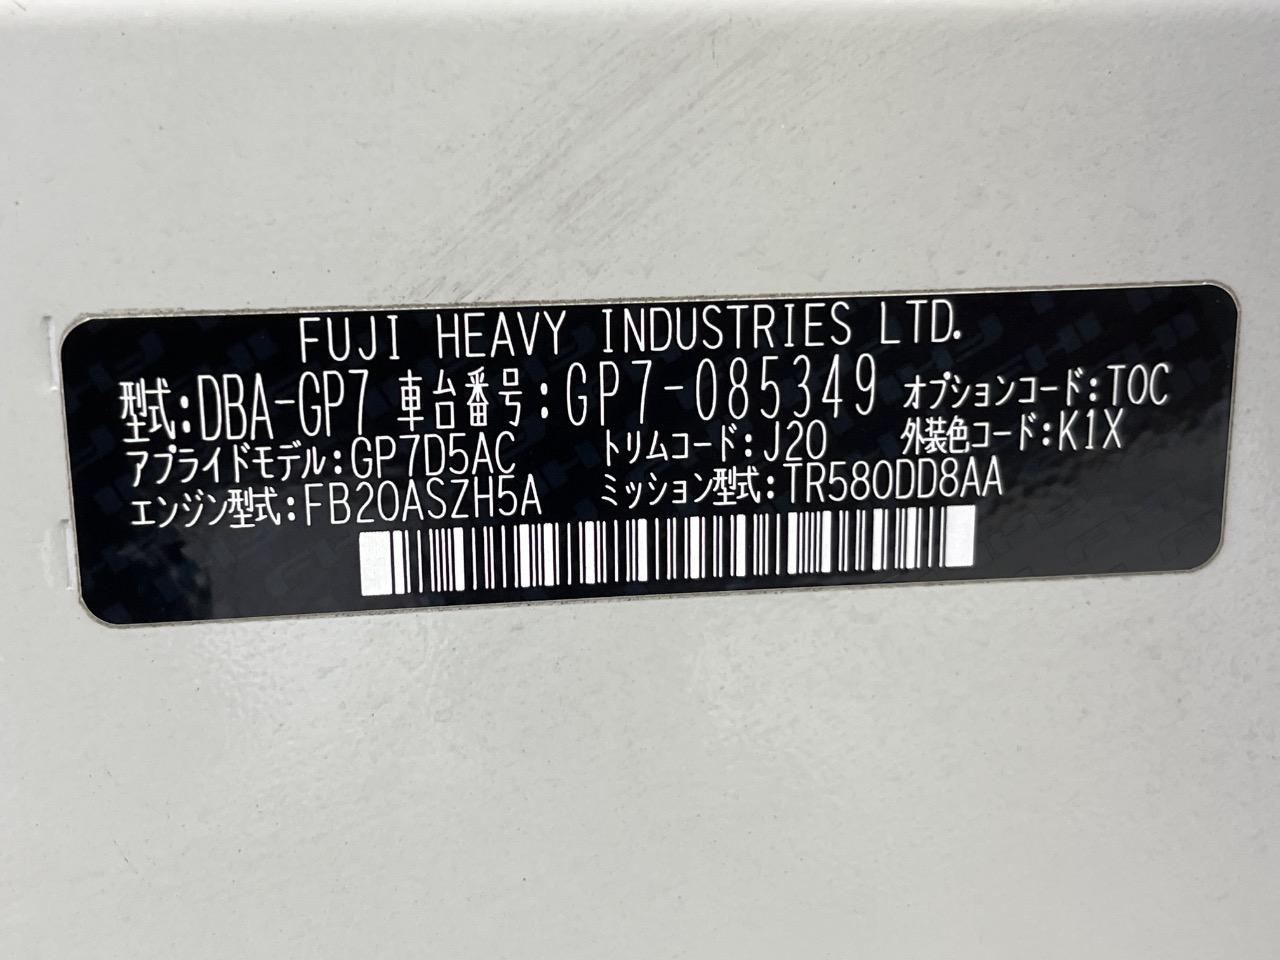 FUJI HEAVY INDUSTRIES LTD.
型式:DBA-GP7 車台番号:GP7-085349 オプションコード:TOC
アプライドモデル:GP7D5AC トリムコード:J20 外装色コード:K1X
エンジン型式:FB20ASZH5A ミッション型式:TR580DD8AA